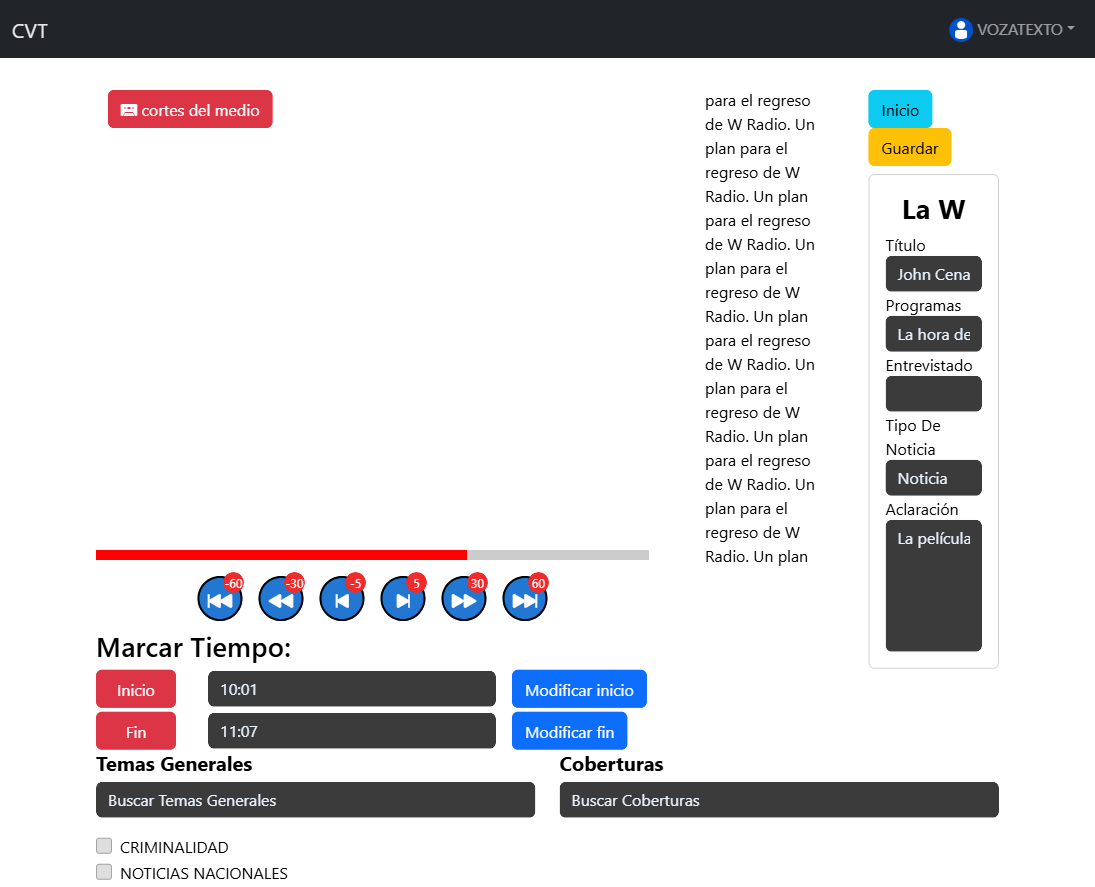 CVT
VOZATEXTO
cortes del medio
para el regreso
de W Radio. Un
plan para el
regreso de W
Radio. Un plan
para el regreso
de W Radio. Un
plan para el
regreso de W
Radio. Un plan
para el regreso
de W Radio. Un
plan para el
regreso de W
Radio. Un plan
para el regreso
de W Radio. Un
plan para el
regreso de W
Radio. Un plan
Inicio
Guardar
La W
Título
John Cena
Programas
La hora de
Entrevistado
Tipo De
Noticia
Noticia
Aclaración
La película
-60
-30
-5
5
30
60
Marcar Tiempo:
Inicio
10:01
Modificar inicio
Fin
11:07
Modificar fin
Temas Generales
Coberturas
Buscar Temas Generales
Buscar Coberturas
CRIMINALIDAD
NOTICIAS NACIONALES